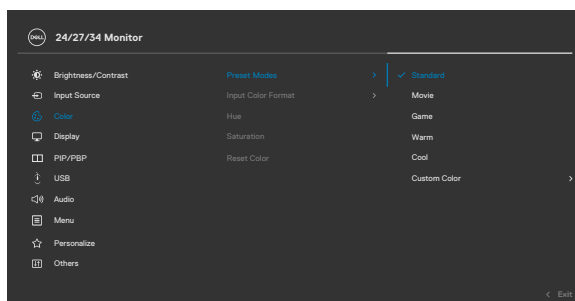 DELL 24/27/34 Monitor
Brightness/Contrast Preset Modes > ✓ Standard
Input Source Input Color Format > Movie
Color Hue Game
Display Saturation Warm
PIP/PBP Reset Color Cool
USB Custom Color >
Audio
Menu
Personalize
Others
< Exit